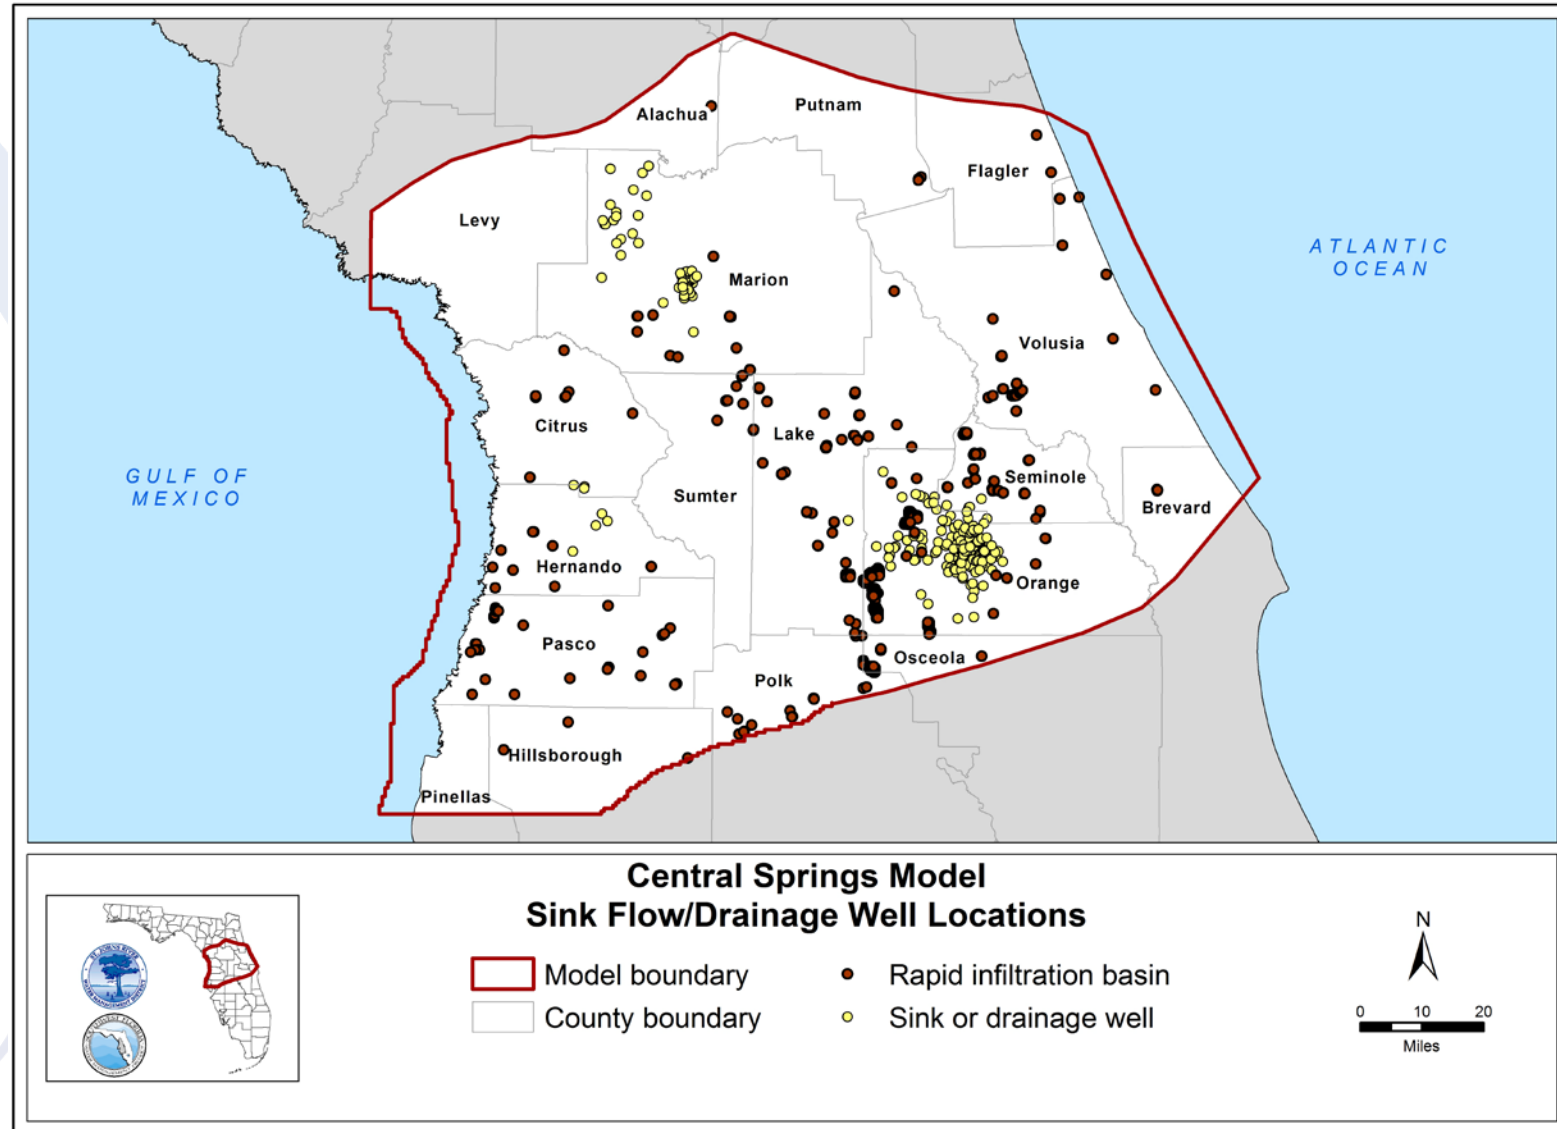 Alachua
Putnam
Flagler
Levy
ATLANTIC
OCEAN
Marion
Volusia
Citrus
Lake
GULF OF
MEXICO
Sumter
Seminole
Brevard
Hernando
Orange
Pasco
Osceola
Polk
Hillsborough
Pinellas
Central Springs Model
Sink Flow/Drainage Well Locations
Model boundary
Rapid infiltration basin
County boundary
Sink or drainage well
N
0 10 20
Miles